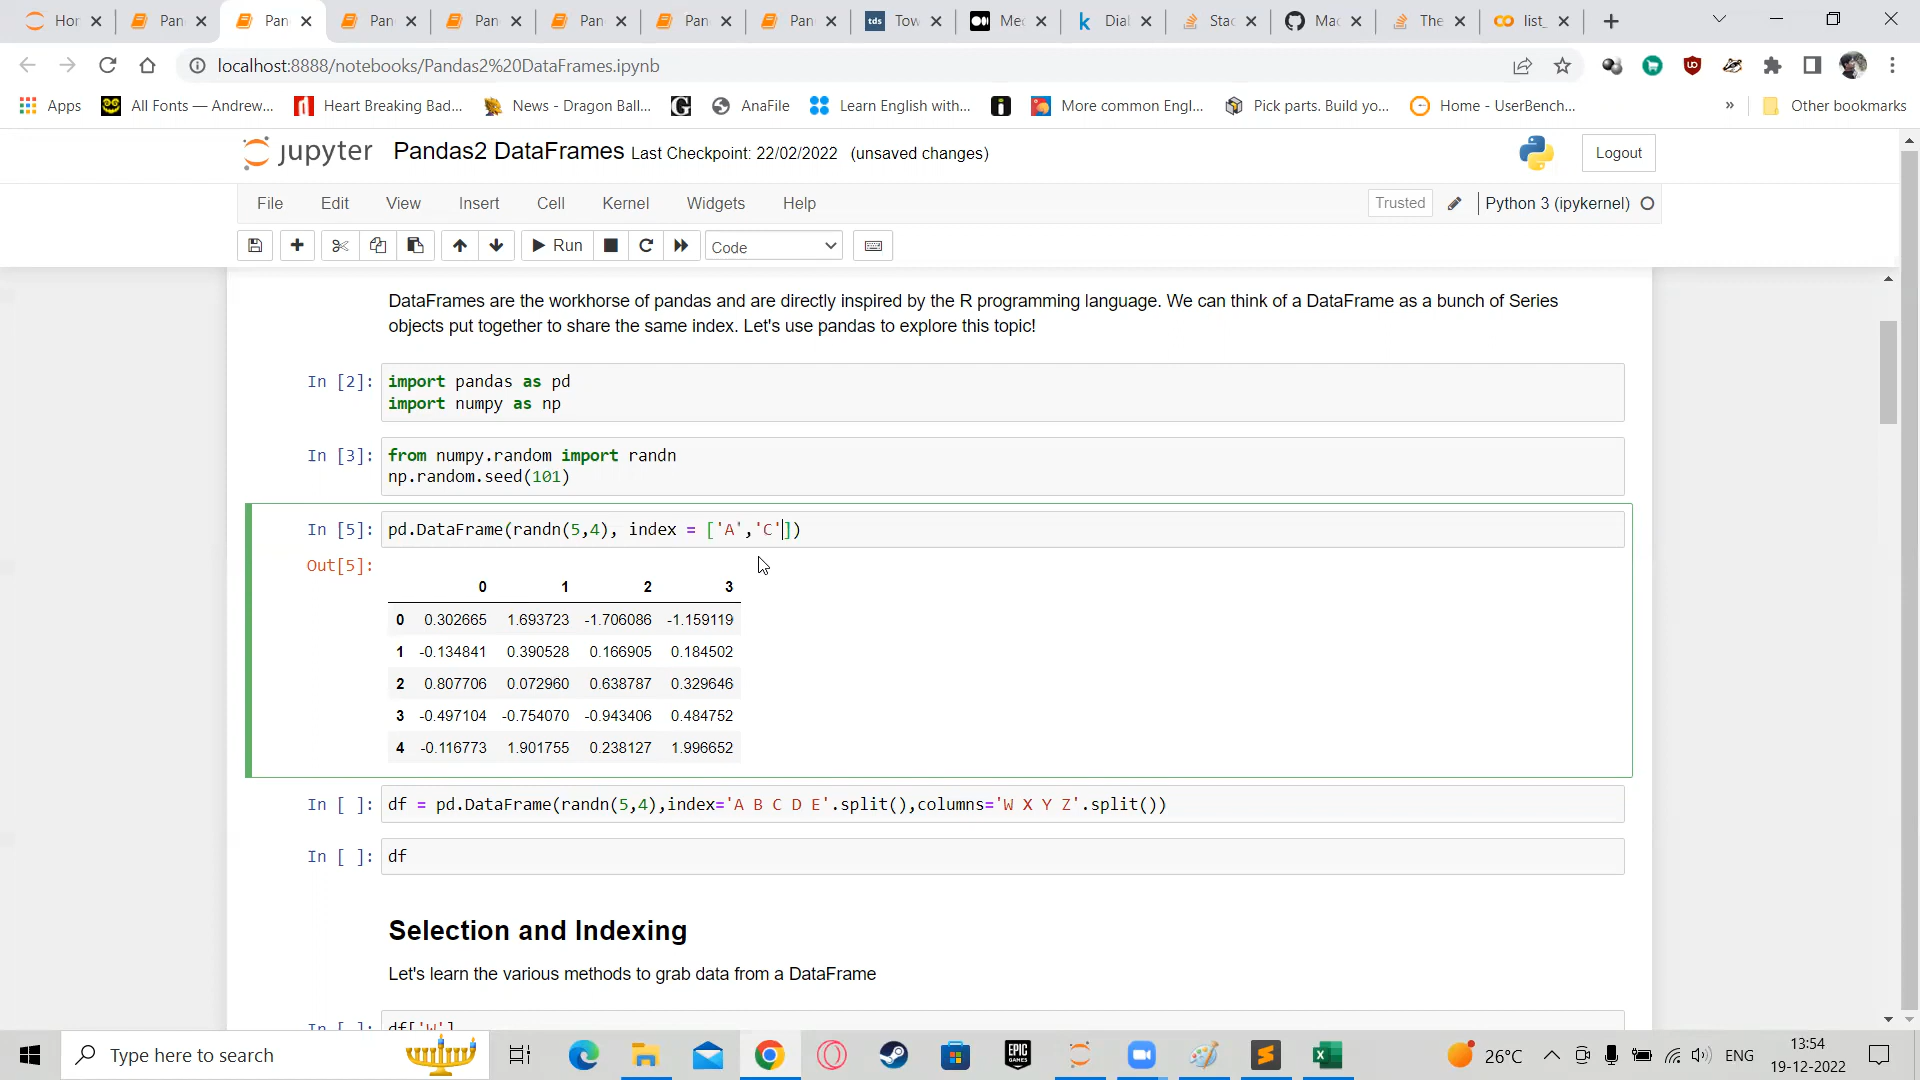 Hor
Pan
Pan
Pan
Pan
Pan
Pan
Pan
tds Tow
Med
k Dial
Stac
Mac
The
list_
localhost:8888/notebooks/Pandas2%20DataFrames.ipynb
Apps
All Fonts — Andrew...
Heart Breaking Bad...
News - Dragon Ball...
AnaFile
Learn English with...
More common Engl...
Pick parts. Build yo...
Home - UserBench...
»
Other bookmarks
jupyter Pandas2 DataFrames Last Checkpoint: 22/02/2022 (unsaved changes)
Logout
File Edit View Insert Cell Kernel Widgets Help
Trusted
Python 3 (ipykernel)
Run
Code
DataFrames are the workhorse of pandas and are directly inspired by the R programming language. We can think of a DataFrame as a bunch of Series
objects put together to share the same index. Let's use pandas to explore this topic!
In [2]: import pandas as pd
import numpy as np
In [3]: from numpy.random import randn
np.random.seed(101)
In [5]: pd.DataFrame(randn(5,4), index = ['A','C'])
Out[5]:
0 1 2 3
0 0.302665 1.693723 -1.706086 -1.159119
1 -0.134841 0.390528 0.166905 0.184502
2 0.807706 0.072960 0.638787 0.329646
3 -0.497104 -0.754070 -0.943406 0.484752
4 -0.116773 1.901755 0.238127 1.996652
In [ ]: df = pd.DataFrame(randn(5,4),index='A B C D E'.split(),columns='W X Y Z'.split())
In [ ]: df
Selection and Indexing
Let's learn the various methods to grab data from a DataFrame
In [ ]: df['W']
Type here to search
EPIC GAMES
26°C
ENG
13:54
19-12-2022